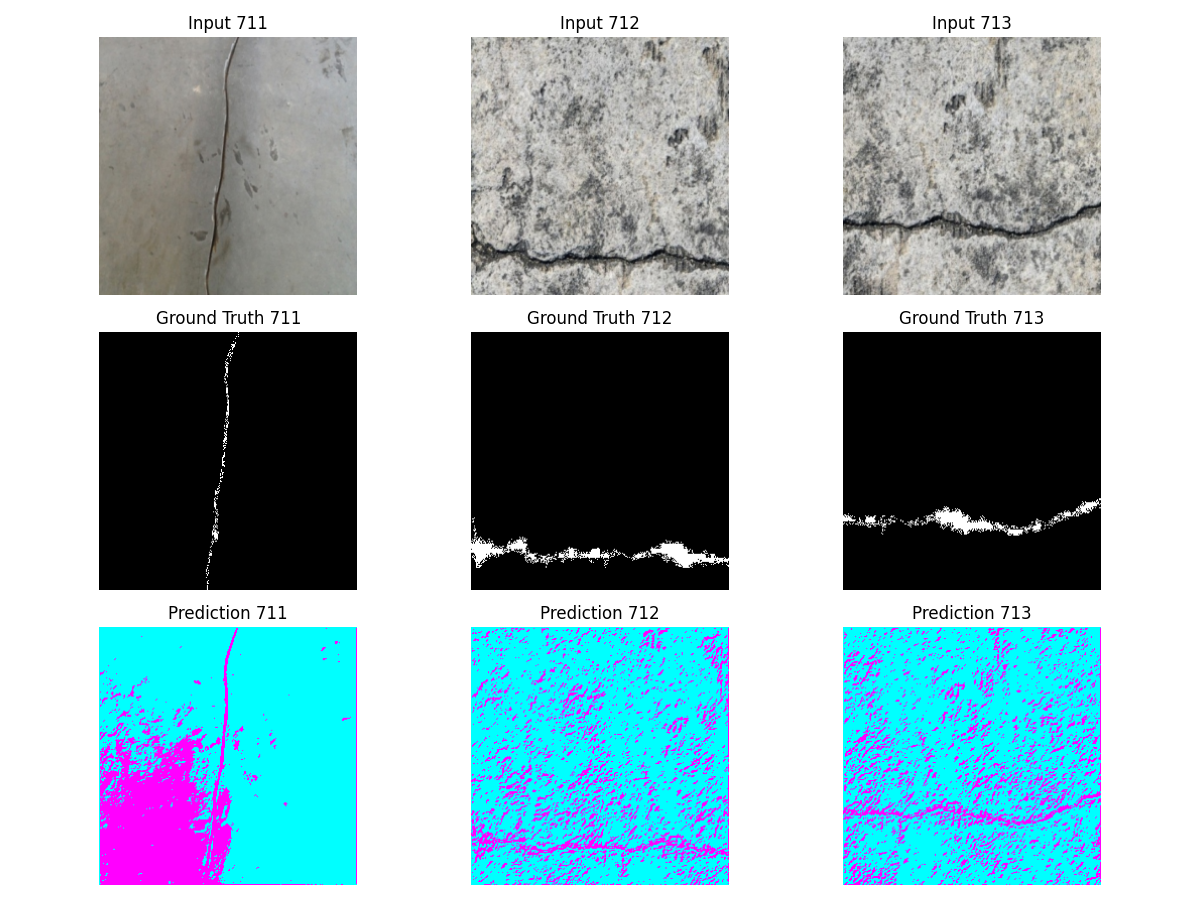 Input 711
Input 712
Input 713
Ground Truth 711
Ground Truth 712
Ground Truth 713
Prediction 711
Prediction 712
Prediction 713